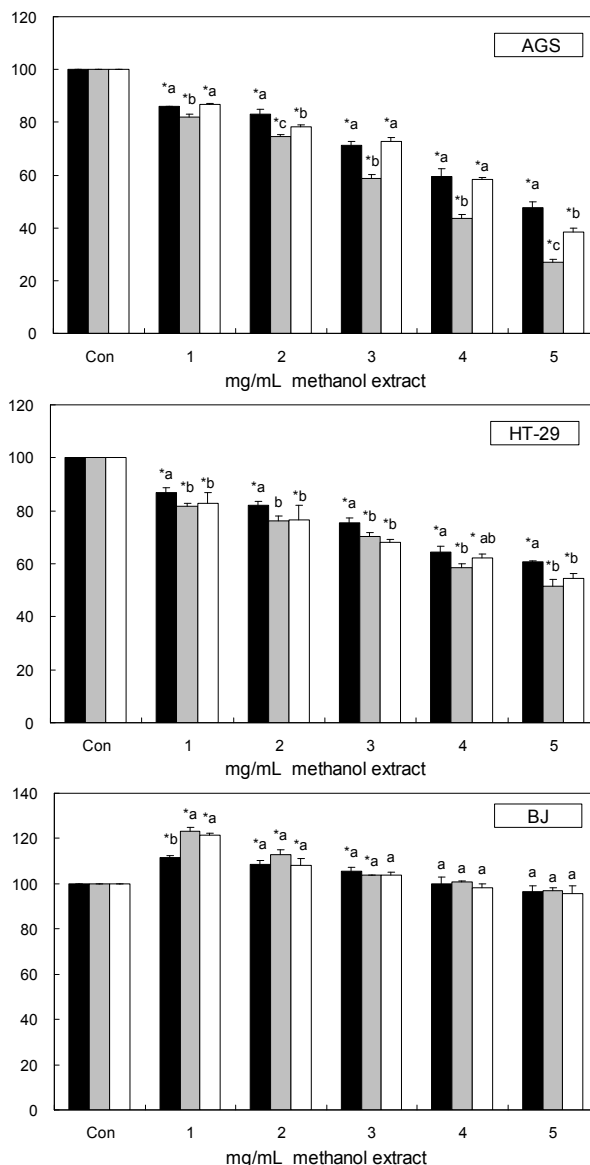 120
AGS
100
*a *b *a
*a *c *b
80
*a *b *a
60
*a *b *a
40
*a *c *b
20
0
Con 1 2 3 4 5
mg/mL methanol extract
120
HT-29
100
*a *b *b
*a b *b
80
*a *b *b
60
*a *b * ab
40
*a *b *b
20
0
Con 1 2 3 4 5
mg/mL methanol extract
140
BJ
120
*b *a *a
*a *a *a
100
*a *a a
80
a a a
60
a a a
40
20
0
Con 1 2 3 4 5
mg/mL methanol extract